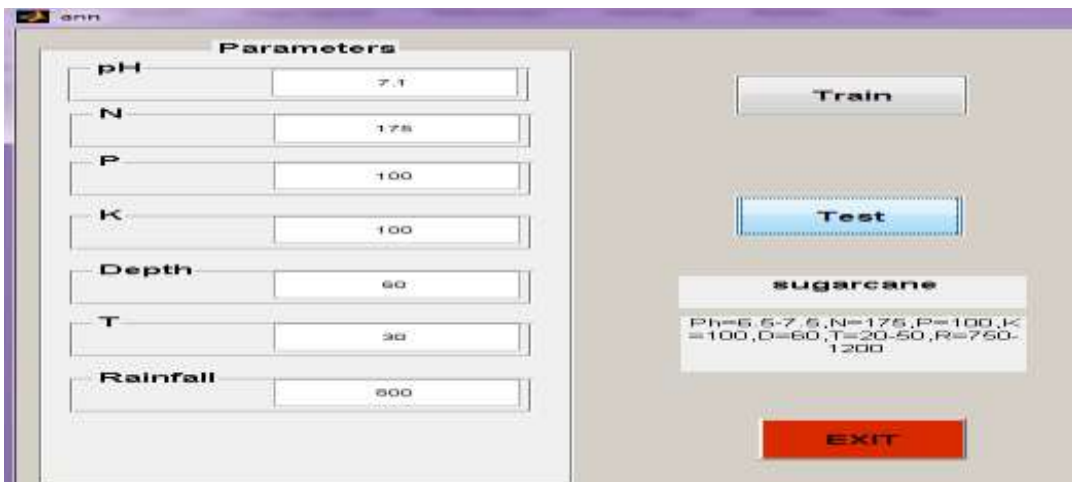 ann
Parameters
pH
7.1
N
175
P
100
K
100
Depth
60
T
30
Rainfall
800
Train
Test
sugarcane
Ph=6.5-7.5,N=175,P=100,K
=100,D=60,T=20-50,R=750-
1200
EXIT